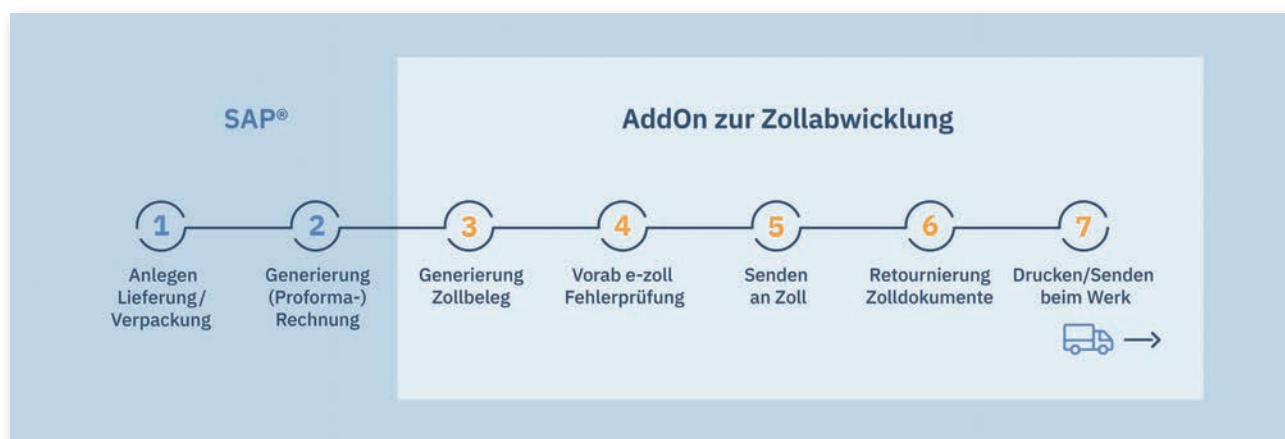 SAP®
AddOn zur Zollabwicklung
1
Anlegen
Lieferung/
Verpackung
2
Generierung
(Proforma-)
Rechnung
3
Generierung
Zollbeleg
4
Vorab e-zoll
Fehlerprüfung
5
Senden
an Zoll
6
Retournierung
Zolldokumente
7
Drucken/Senden
beim Werk